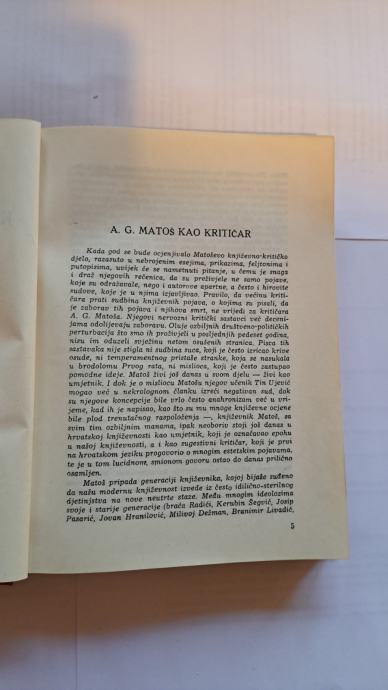 A. G. MATOŠ KAO KRITIČAR
Kada god se bude ocjenjivalo Matoševo književno-kritičko
djelo, rasasuto u nebrojenim esejima, prikazima, feljtonima i
putopisima, uvijek će se nametnuti pitanje, u čemu je snaga
i draž njegovih rečenica, da su preživjele ne samo pojave,
koje su odražavale, nego i autorove apartne, a često i hirovite
sudove, koje je u njima izjavljivao. Pravilo, da većinu kriti-
čara prati sudbina književnih pojava, o kojima su pisali, da
je zaborav tih pojava i njihova smrt, ne vrijedi za kritičara
A. G. Matoša. Njegovi nervozni kritički sastavci već deceni-
jama odolijevaju zaboravu. Oluje ozbiljnih društveno-političkih
perturbacija što smo ih proživjeli u posljednjih pedeset godina,
nisu im oduzeli svježinu netom osušenih stranica. Pisca tih
sastavaka nije stigla ni sudbina suca, koji je često izricao krive
osude, ni temperamentnog pristaše stranke, koja se nasukala
u brodolomu Prvog rata, ni mislioca, koji je često zastupao
pomodne ideje. Matoš živi još danas u svom djelu — živi kao
umjetnik. I dok je o misliocu Matošu njegov učenik Tin Ujević
mogao već u nekrološnom članku izreći negativan sud, dok
su njegove koncepcije bile vrlo često anahronizam već u vri-
jeme, kad ih je napisao, kao što su mu mnoge književne ocjene
bile plod trenutačnog raspoloženja —, književnik Matoš, sa
svim tim ozbiljnim manama, ipak neoboriv stoji još danas u
hrvatskoj književnosti kao umjetnik, koji je označavao epohu
u našoj književnosti, a i kao sugestivni kritičar, koji je prvi
na hrvatskom jeziku progovorio o mnogim estetskim pojavama,
te je u tom lucidnom, smionom govoru ostao do danas prilično
osamljen.
Matoš pripada generaciji književnika, kojoj bijaše suđeno
da našu modernu književnost izvede iz često idilično-sterilnog
djetinjstva na nove neutrte staze. Među mnogim ideolozima
svoje i starije generacije (braća Radići, Kerubin Šegvić, Josip
Pasarić, Jovan Hranilović, Milivoj Dežman, Branimir Livadić,
5